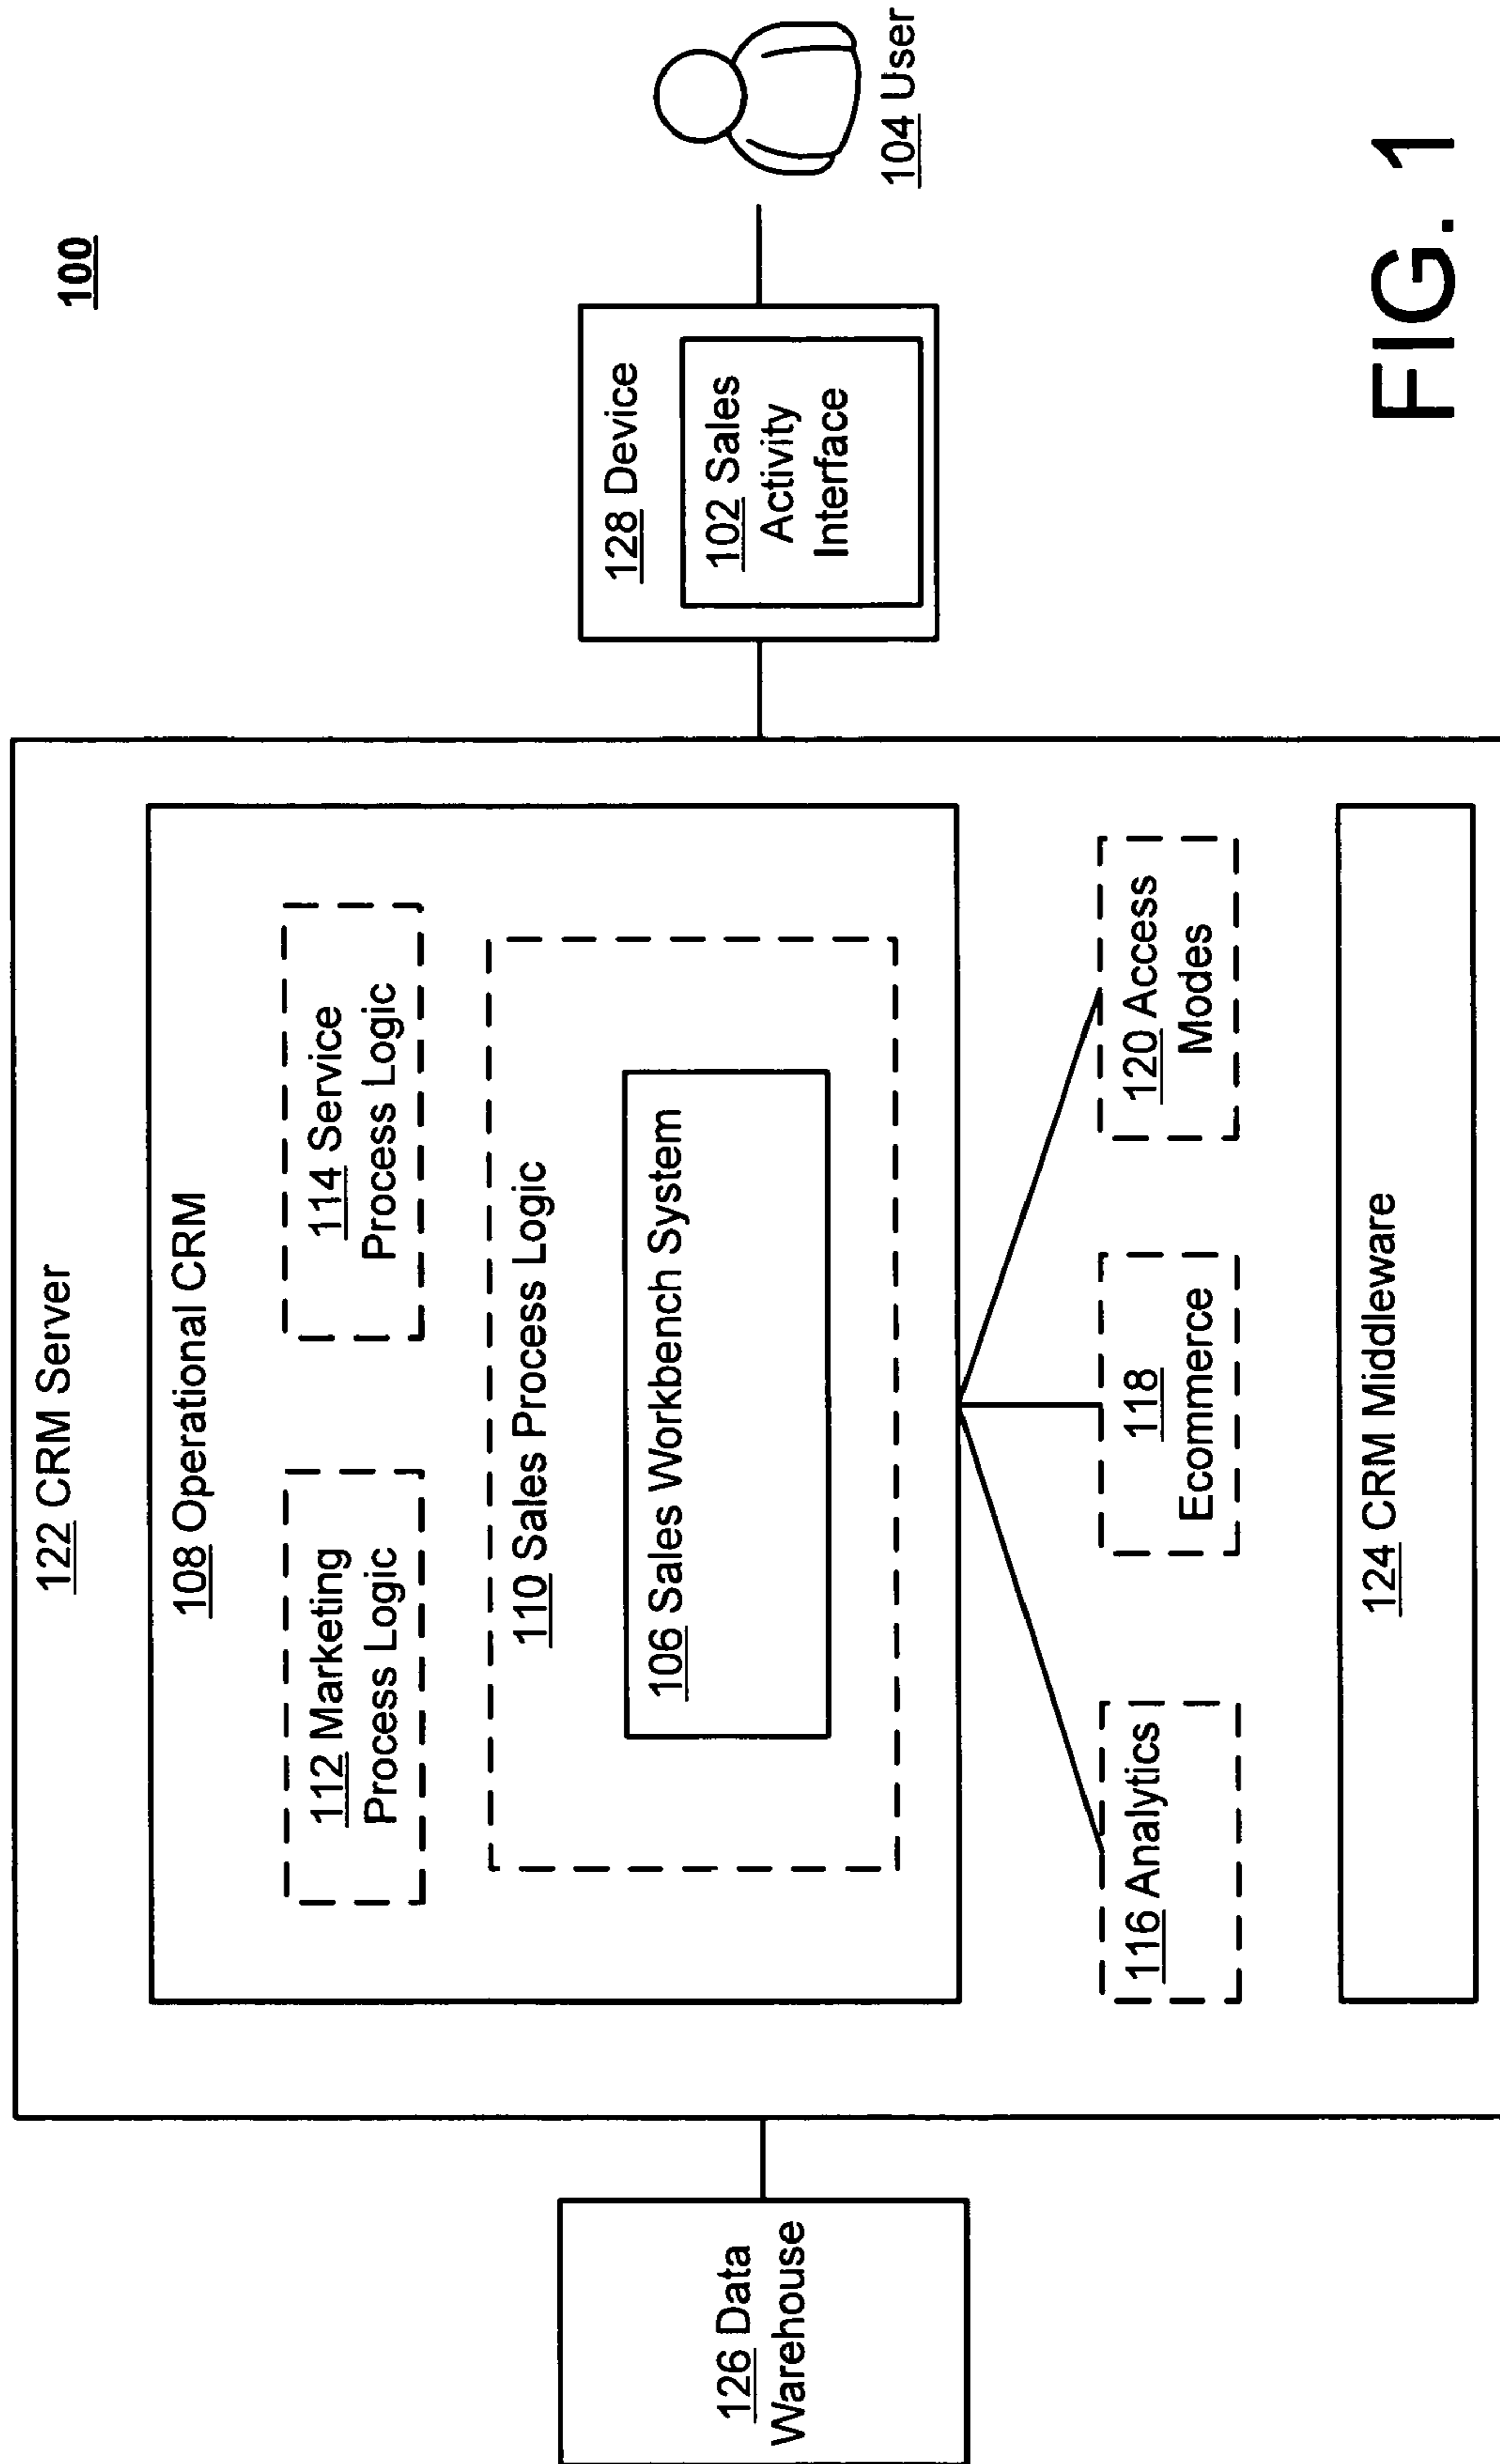 100
122 CRM Server
108 Operational CRM
112 Marketing
Process Logic
114 Service
Process Logic
110 Sales Process Logic
106 Sales Workbench System
116 Analytics
118
Ecommerce
120 Access
Modes
124 CRM Middleware
126 Data
Warehouse
128 Device
102 Sales
Activity
Interface
104 User
FIG. 1